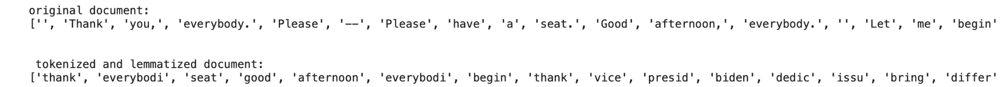 original document:
['', 'Thank', 'you,', 'everybody.', 'Please', '--', 'Please', 'have', 'a', 'seat.', 'Good', 'afternoon,', 'everybody.', '', 'Let', 'me', 'begin'
tokenized and lemmatized document:
['thank', 'everybodi', 'seat', 'good', 'afternoon', 'everybodi', 'begin', 'thank', 'vice', 'presid', 'biden', 'dedic', 'issu', 'bring', 'differ'